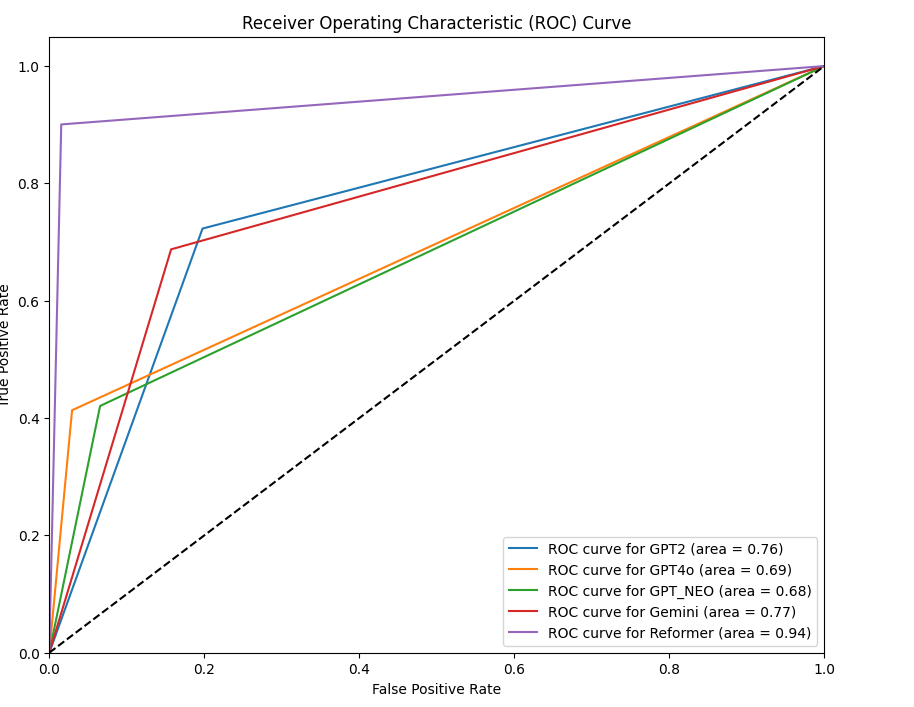 Receiver Operating Characteristic (ROC) Curve
1.0
0.8
0.6
0.4
0.2
0.0
True Positive Rate
0.0 0.2 0.4 0.6 0.8 1.0
False Positive Rate
ROC curve for GPT2 (area = 0.76)
ROC curve for GPT4o (area = 0.69)
ROC curve for GPT_NEO (area = 0.68)
ROC curve for Gemini (area = 0.77)
ROC curve for Reformer (area = 0.94)